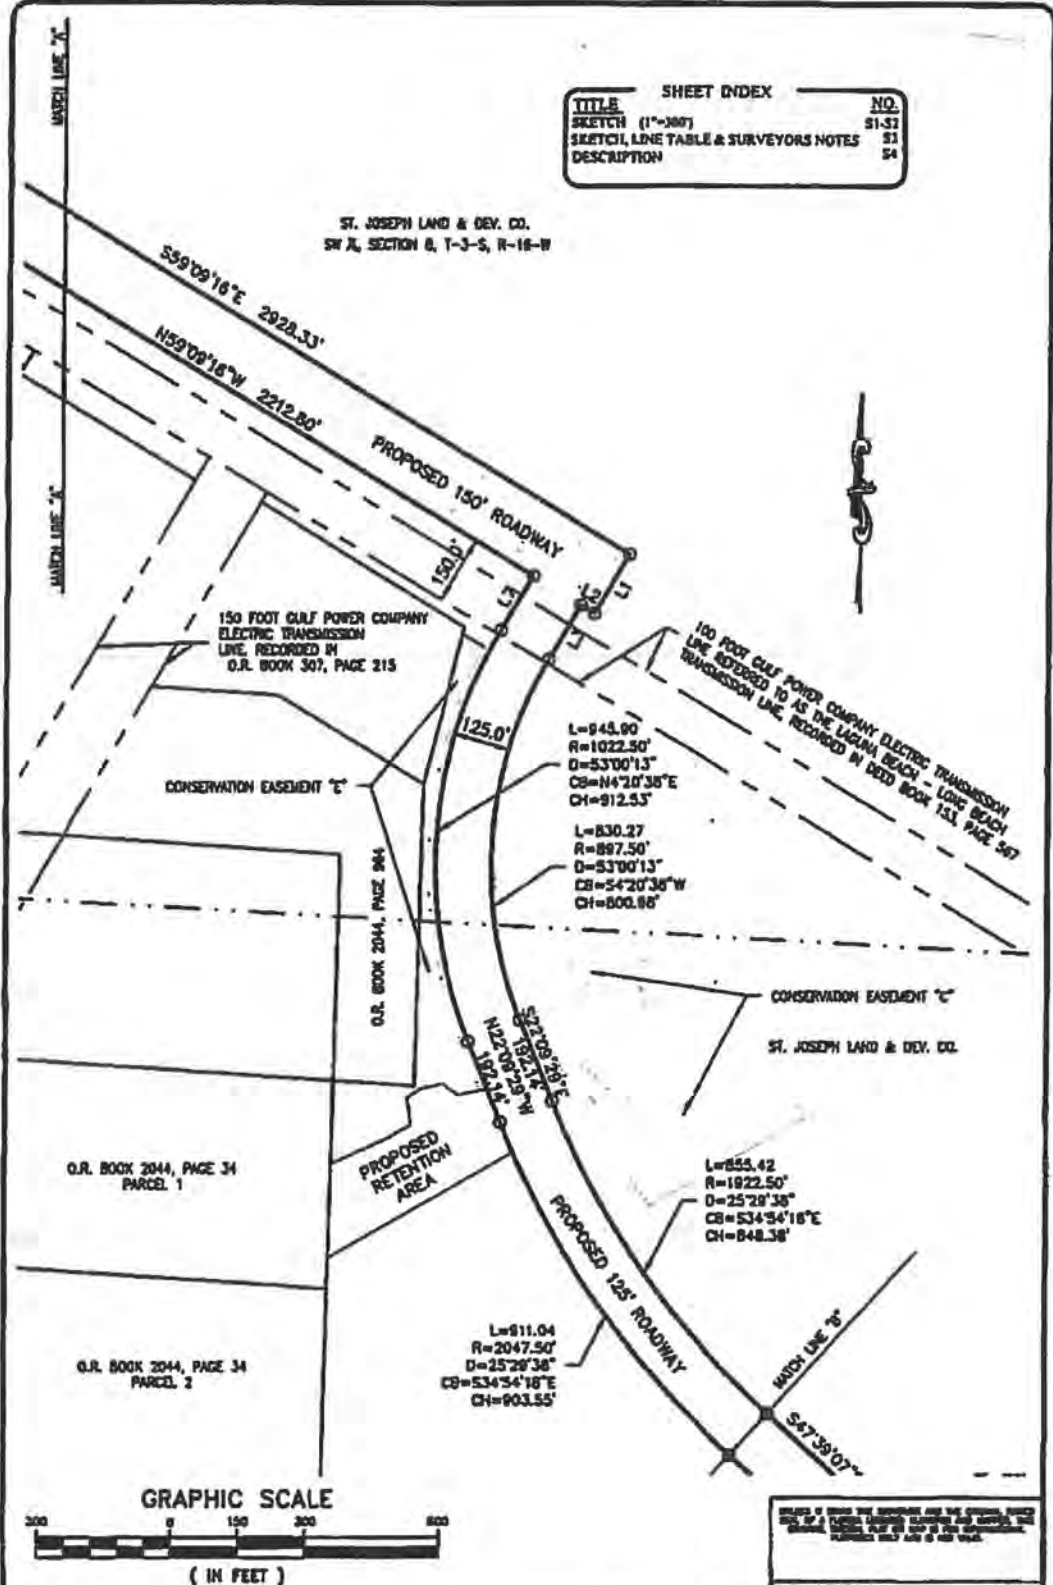 MATCH LINE "A"
SHEET INDEX
TITLE NO.
SKETCH (1"=300') S1-S2
SKETCH, LINE TABLE & SURVEYORS NOTES S3
DESCRIPTION S4
ST. JOSEPH LAND & DEV. CO.
SW ¼, SECTION 8, T-3-S, R-16-W
S59°09'16"E 2928.33'
N59°09'16"W 2212.80'
PROPOSED 150' ROADWAY
MATCH LINE "A"
150.0'
L1
L2
150 FOOT GULF POWER COMPANY
ELECTRIC TRANSMISSION
LINE, RECORDED IN
O.R. BOOK 307, PAGE 215
100 FOOT GULF POWER COMPANY ELECTRIC TRANSMISSION
LINE REFERRED TO AS THE LAGUNA BEACH - LONG BEACH
TRANSMISSION LINE, RECORDED IN DEED BOOK 153, PAGE 567
125.0'
L=945.90
R=1022.50'
D=53°00'13"
CB=N4°20'38"E
CH=912.53'
CONSERVATION EASEMENT "E"
L=830.27
R=897.50'
D=53°00'13"
CB=S4°20'38"W
CH=800.98'
O.R. BOOK 2044, PAGE 984
CONSERVATION EASEMENT "C"
ST. JOSEPH LAND & DEV. CO.
S22°09'29"E
192.14'
N22°09'29"W
192.14'
PROPOSED
RETENTION
AREA
O.R. BOOK 2044, PAGE 34
PARCEL 1
L=855.42
R=1922.50'
D=25°29'38"
CB=S34°54'18"E
CH=848.38'
PROPOSED 125' ROADWAY
L=911.04
R=2047.50'
D=25°29'38"
CB=S34°54'18"E
CH=903.55'
MATCH LINE "B"
O.R. BOOK 2044, PAGE 34
PARCEL 2
S47°39'07"
GRAPHIC SCALE
300 0 150 300 600
( IN FEET )